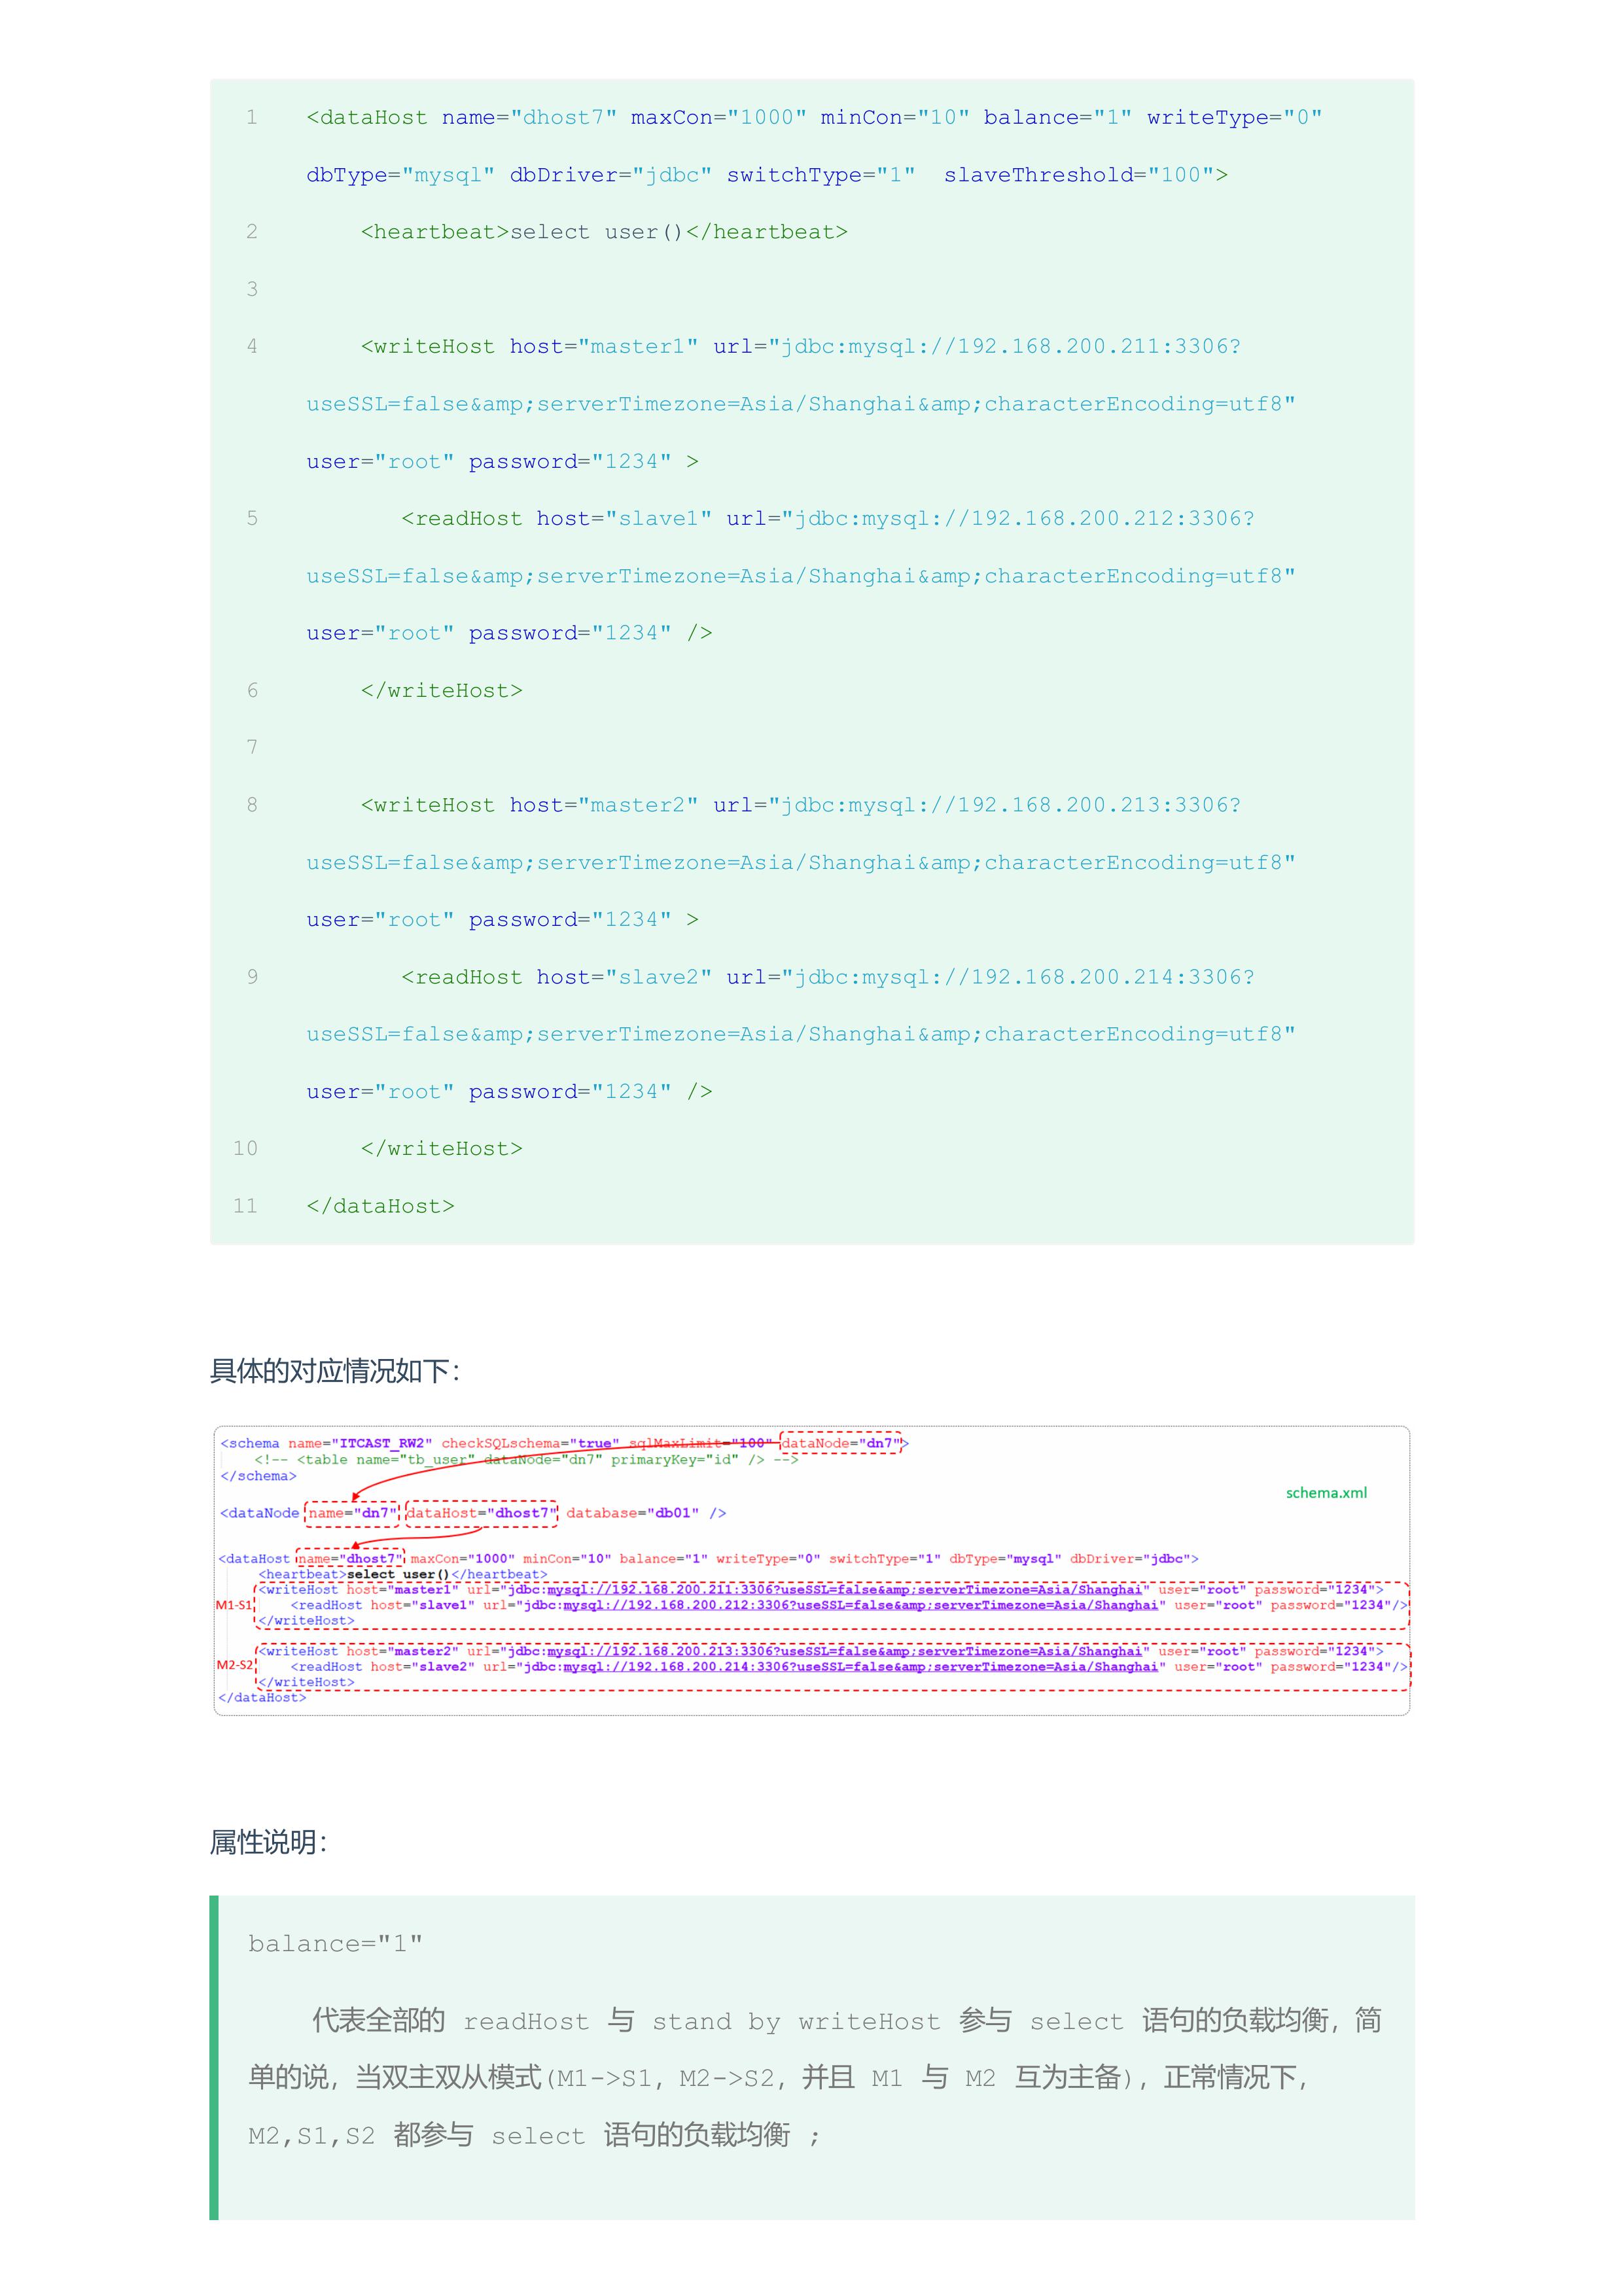 1 <dataHost name="dhost7" maxCon="1000" minCon="10" balance="1" writeType="0"
dbType="mysql" dbDriver="jdbc" switchType="1"  slaveThreshold="100">
2     <heartbeat>select user()</heartbeat>
3
4     <writeHost host="master1" url="jdbc:mysql://192.168.200.211:3306?
useSSL=false&amp;serverTimezone=Asia/Shanghai&amp;characterEncoding=utf8"
user="root" password="1234" >
5        <readHost host="slave1" url="jdbc:mysql://192.168.200.212:3306?
useSSL=false&amp;serverTimezone=Asia/Shanghai&amp;characterEncoding=utf8"
user="root" password="1234" />
6     </writeHost>
7
8     <writeHost host="master2" url="jdbc:mysql://192.168.200.213:3306?
useSSL=false&amp;serverTimezone=Asia/Shanghai&amp;characterEncoding=utf8"
user="root" password="1234" >
9        <readHost host="slave2" url="jdbc:mysql://192.168.200.214:3306?
useSSL=false&amp;serverTimezone=Asia/Shanghai&amp;characterEncoding=utf8"
user="root" password="1234" />
10     </writeHost>
11 </dataHost>
具体的对应情况如下：
<schema name="ITCAST_RW2" checkSQLschema="true" sqlMaxLimit="100" dataNode="dn7">
<!-- <table name="tb_user" dataNode="dn7" primaryKey="id" /> -->
</schema>
schema.xml
<dataNode name="dn7" dataHost="dhost7" database="db01" />
<dataHost name="dhost7" maxCon="1000" minCon="10" balance="1" writeType="0" switchType="1" dbType="mysql" dbDriver="jdbc">
<heartbeat>select user()</heartbeat>
<writeHost host="master1" url="jdbc:mysql://192.168.200.211:3306?useSSL=false&amp;serverTimezone=Asia/Shanghai" user="root" password="1234">
M1-S1 <readHost host="slave1" url="jdbc:mysql://192.168.200.212:3306?useSSL=false&amp;serverTimezone=Asia/Shanghai" user="root" password="1234"/>
</writeHost>
<writeHost host="master2" url="jdbc:mysql://192.168.200.213:3306?useSSL=false&amp;serverTimezone=Asia/Shanghai" user="root" password="1234">
M2-S2 <readHost host="slave2" url="jdbc:mysql://192.168.200.214:3306?useSSL=false&amp;serverTimezone=Asia/Shanghai" user="root" password="1234"/>
</writeHost>
</dataHost>
属性说明：
balance="1"
代表全部的 readHost 与 stand by writeHost 参与 select 语句的负载均衡，简
单的说，当双主双从模式(M1->S1，M2->S2，并且 M1 与 M2 互为主备)，正常情况下，
M2,S1,S2 都参与 select 语句的负载均衡 ;